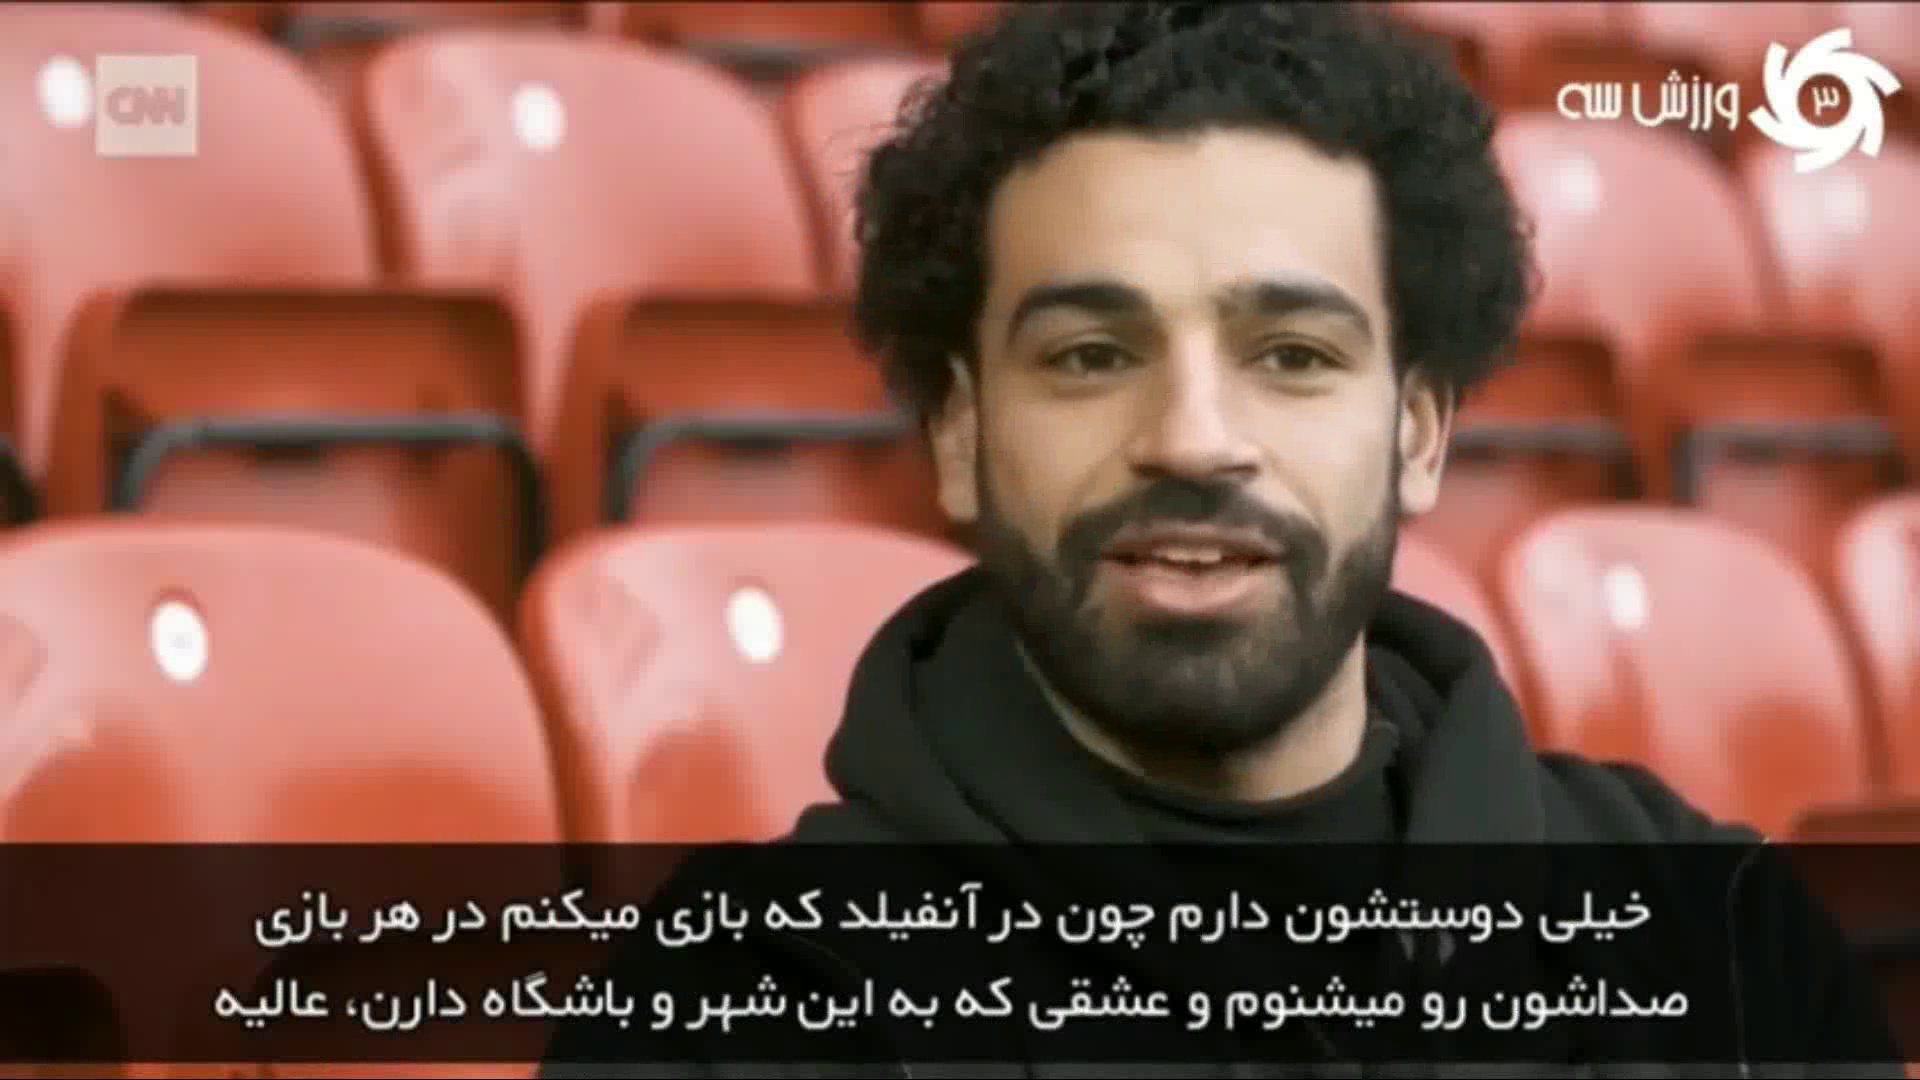 CNN
ورزش سه
۳
خیلی دوستشون دارم چون در آنفیلد که بازی میکنم در هر بازی
صداشون رو میشنوم و عشقی که به این شهر و باشگاه دارن، عالیه